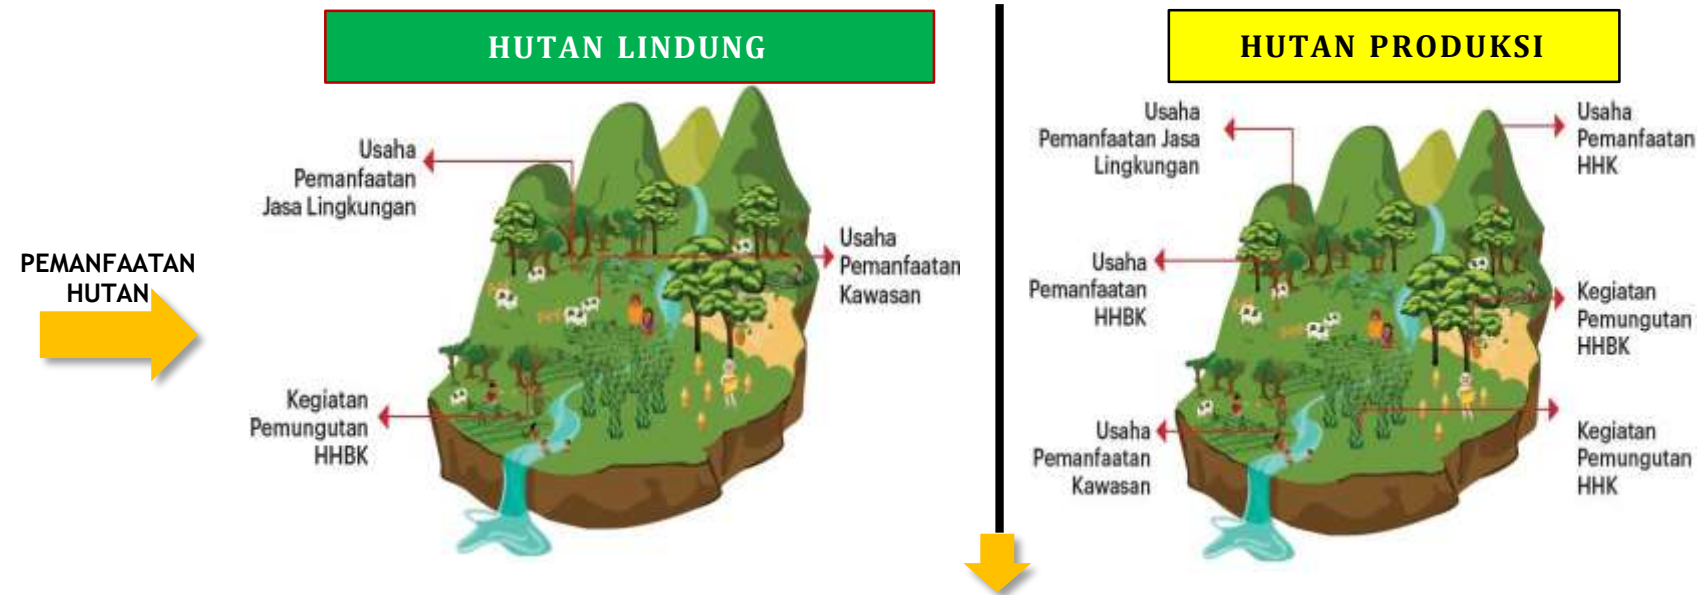 HUTAN LINDUNG
HUTAN PRODUKSI
PEMANFAATAN
HUTAN
Usaha
Pemanfaatan
Jasa Lingkungan
Usaha
Pemanfaatan
Kawasan
Kegiatan
Pemungutan
HHBK
Usaha
Pemanfaatan Jasa
Lingkungan
Usaha
Pemanfaatan
HHK
Usaha
Pemanfaatan
HHBK
Kegiatan
Pemungutan
HHBK
Usaha
Pemanfaatan
Kawasan
Kegiatan
Pemungutan
HHK